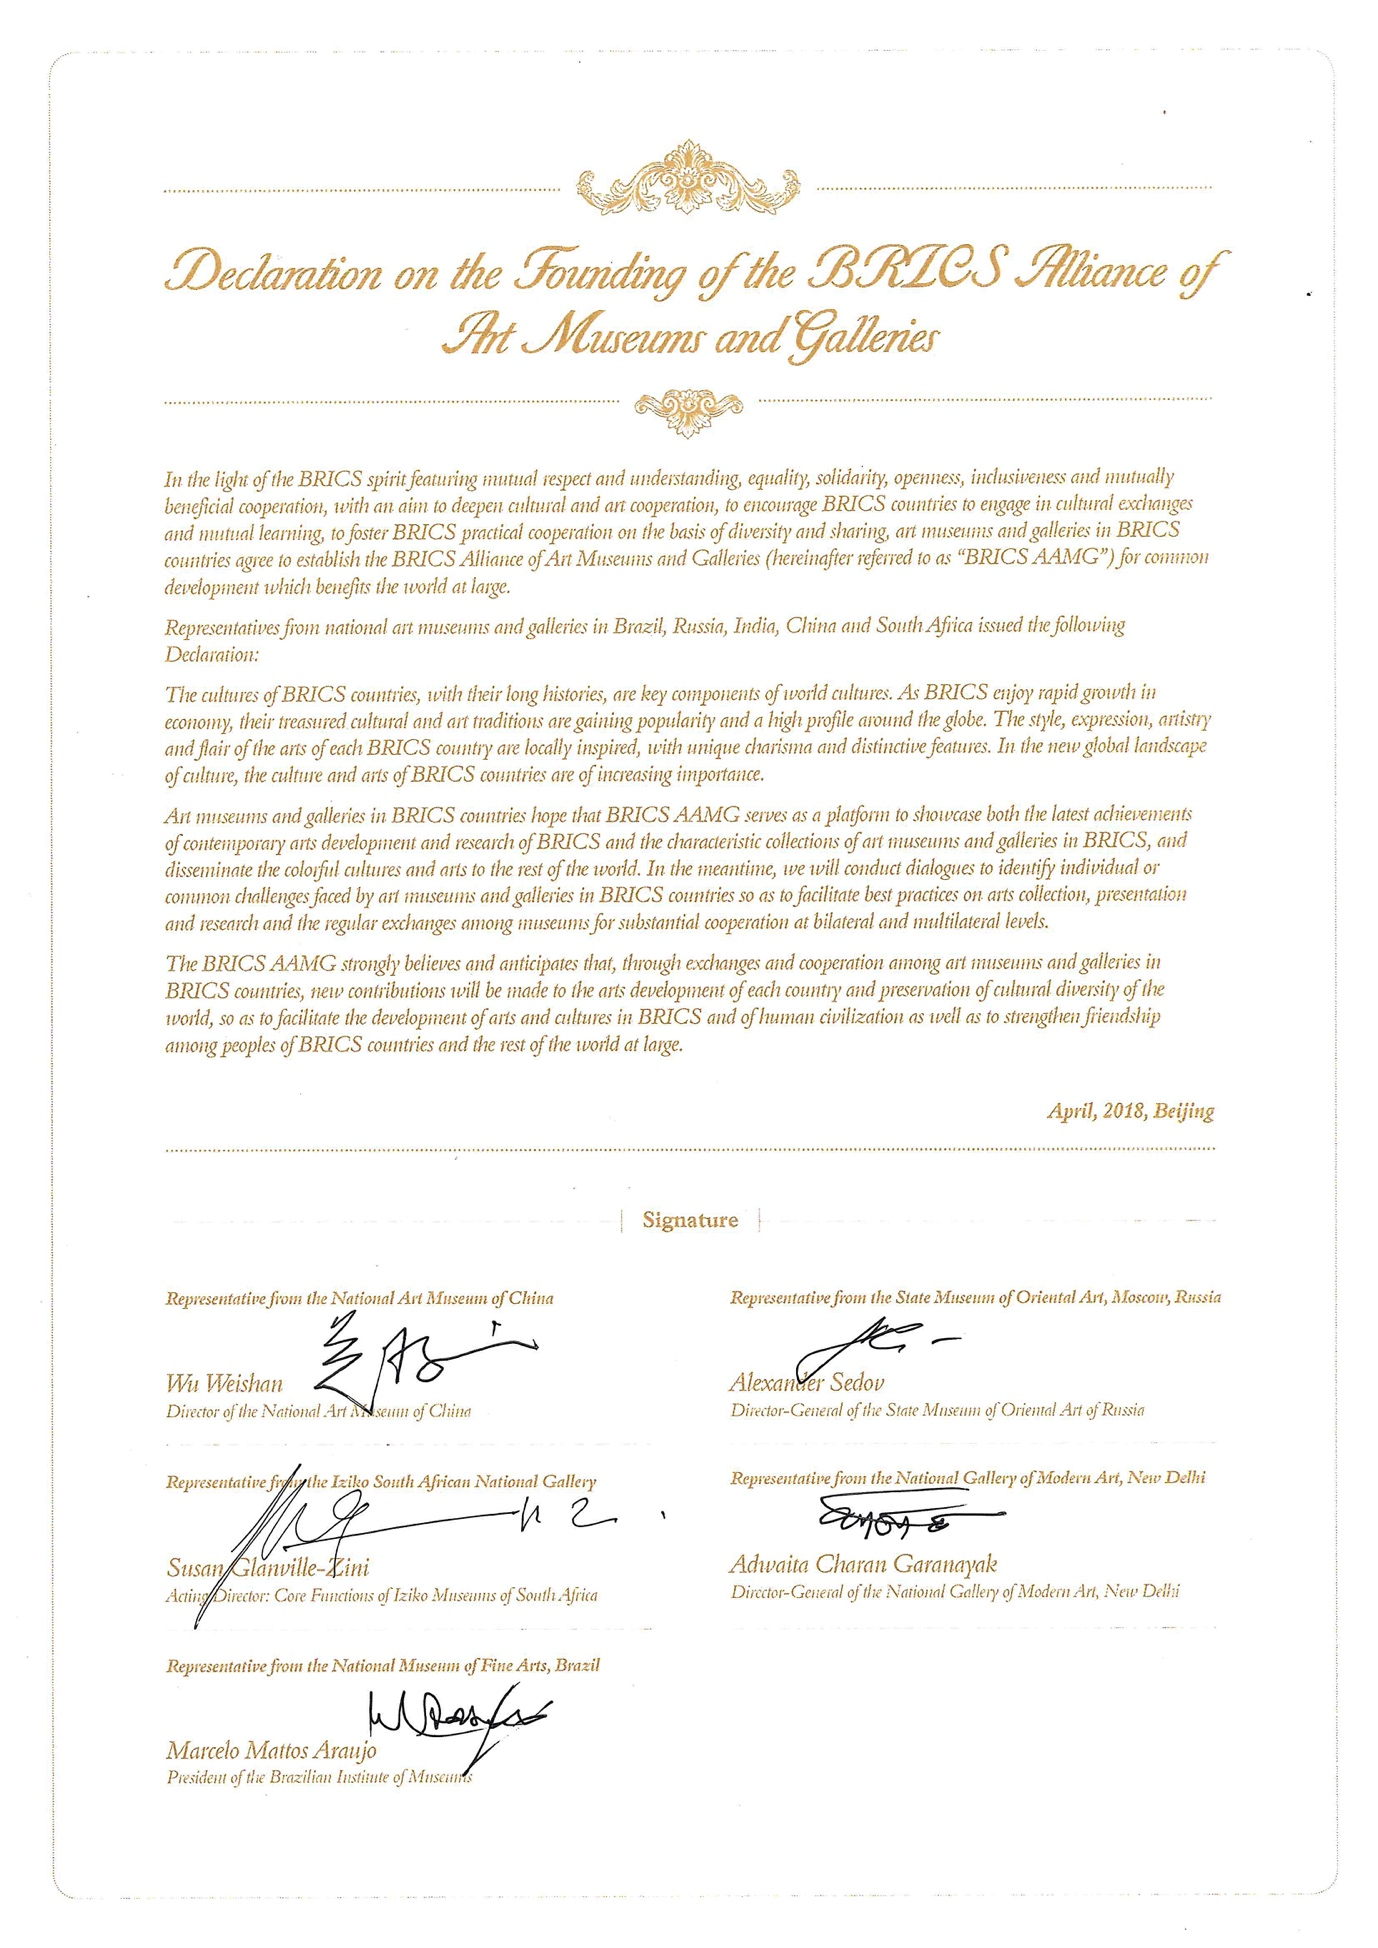 Declaration on the Founding of the BRICS Alliance of
Art Museums and Galleries
In the light of the BRICS spirit featuring mutual respect and understanding, equality, solidarity, openness, inclusiveness and mutually
beneficial cooperation, with an aim to deepen cultural and art cooperation, to encourage BRICS countries to engage in cultural exchanges
and mutual learning, to foster BRICS practical cooperation on the basis of diversity and sharing, art museums and galleries in BRICS
countries agree to establish the BRICS Alliance of Art Museums and Galleries (hereinafter referred to as “BRICS AAMG”) for common
development which benefits the world at large.
Representatives from national art museums and galleries in Brazil, Russia, India, China and South Africa issued the following
Declaration:
The cultures of BRICS countries, with their long histories, are key components of world cultures. As BRICS enjoy rapid growth in
economy, their treasured cultural and art traditions are gaining popularity and a high profile around the globe. The style, expression, artistry
and flair of the arts of each BRICS country are locally inspired, with unique charisma and distinctive features. In the new global landscape
of culture, the culture and arts of BRICS countries are of increasing importance.
Art museums and galleries in BRICS countries hope that BRICS AAMG serves as a platform to showcase both the latest achievements
of contemporary arts development and research of BRICS and the characteristic collections of art museums and galleries in BRICS, and
disseminate the colorful cultures and arts to the rest of the world. In the meantime, we will conduct dialogues to identify individual or
common challenges faced by art museums and galleries in BRICS countries so as to facilitate best practices on arts collection, presentation
and research and the regular exchanges among museums for substantial cooperation at bilateral and multilateral levels.
The BRICS AAMG strongly believes and anticipates that, through exchanges and cooperation among art museums and galleries in
BRICS countries, new contributions will be made to the arts development of each country and preservation of cultural diversity of the
world, so as to facilitate the development of arts and cultures in BRICS and of human civilization as well as to strengthen friendship
among peoples of BRICS countries and the rest of the world at large.
April, 2018, Beijing
Signature
Representative from the National Art Museum of China
Wu Weishan
Director of the National Art Museum of China
Representative from the State Museum of Oriental Art, Moscow, Russia
Alexander Sedov
Director-General of the State Museum of Oriental Art of Russia
Representative from the Iziko South African National Gallery
Susan Glanville-Zini
Acting Director: Core Functions of Iziko Museums of South Africa
Representative from the National Gallery of Modern Art, New Delhi
Adwaita Charan Garanayak
Director-General of the National Gallery of Modern Art, New Delhi
Representative from the National Museum of Fine Arts, Brazil
Marcelo Mattos Araujo
President of the Brazilian Institute of Museums